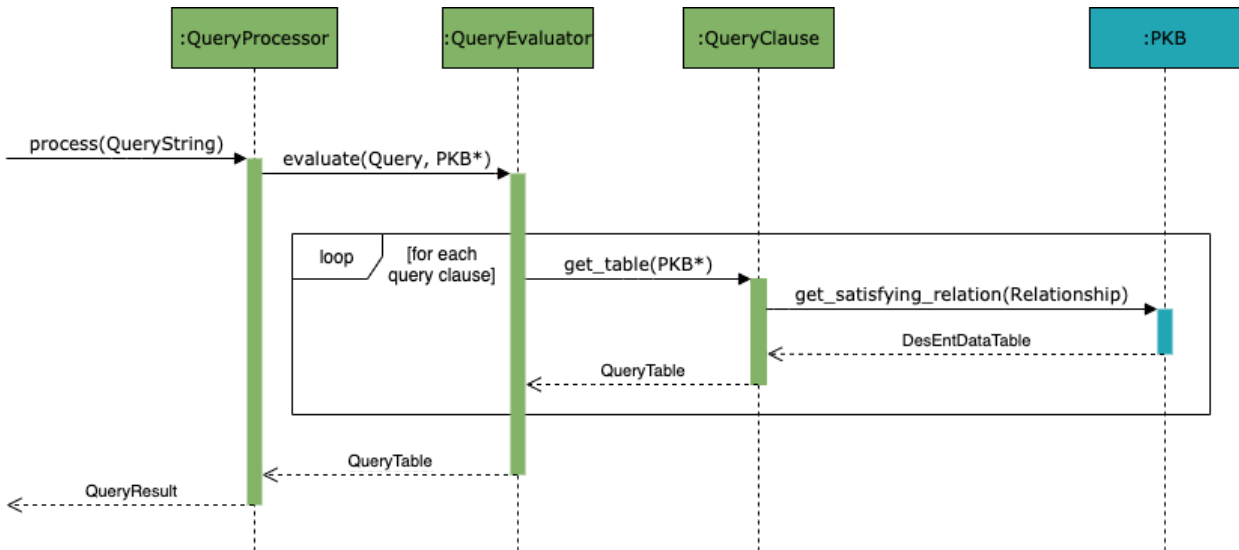 :QueryProcessor
:QueryEvaluator
:QueryClause
:PKB
process(QueryString)
evaluate(Query, PKB*)
loop
[for each
query clause]
get_table(PKB*)
get_satisfying_relation(Relationship)
DesEntDataTable
QueryTable
QueryTable
QueryResult